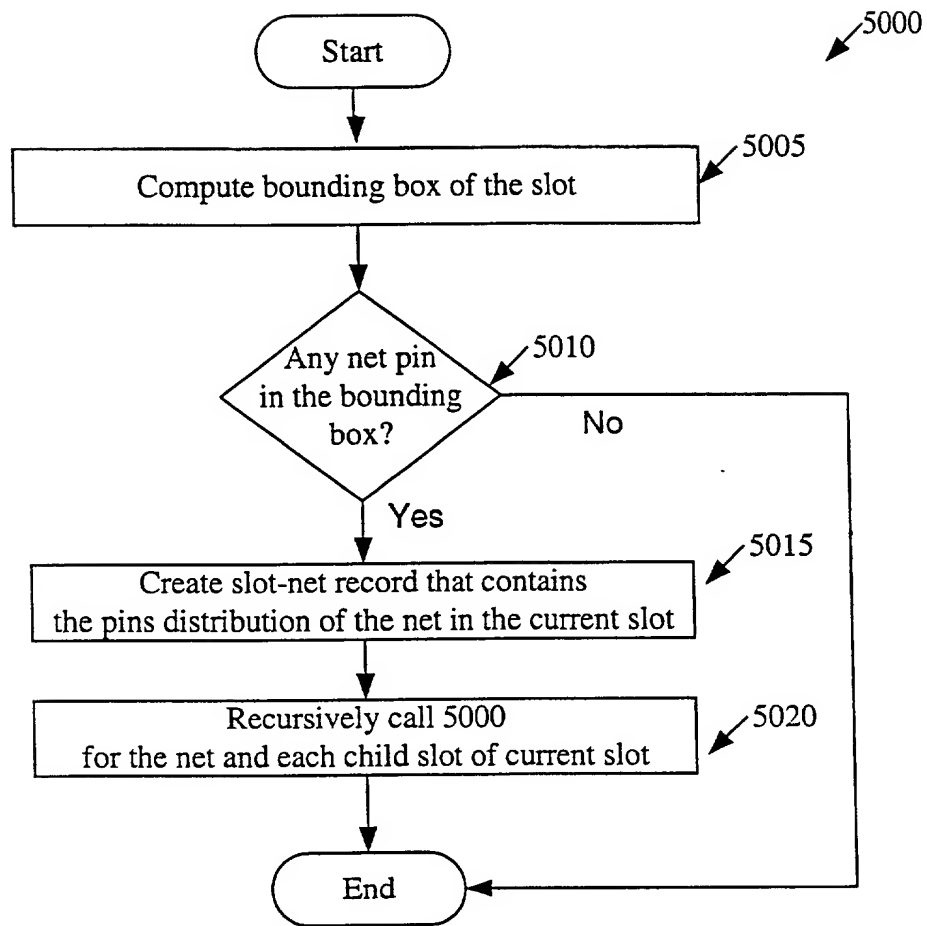 5000
Start
5005
Compute bounding box of the slot
5010
Any net pin
in the bounding
box?
No
Yes
5015
Create slot-net record that contains
the pins distribution of the net in the current slot
5020
Recursively call 5000
for the net and each child slot of current slot
End